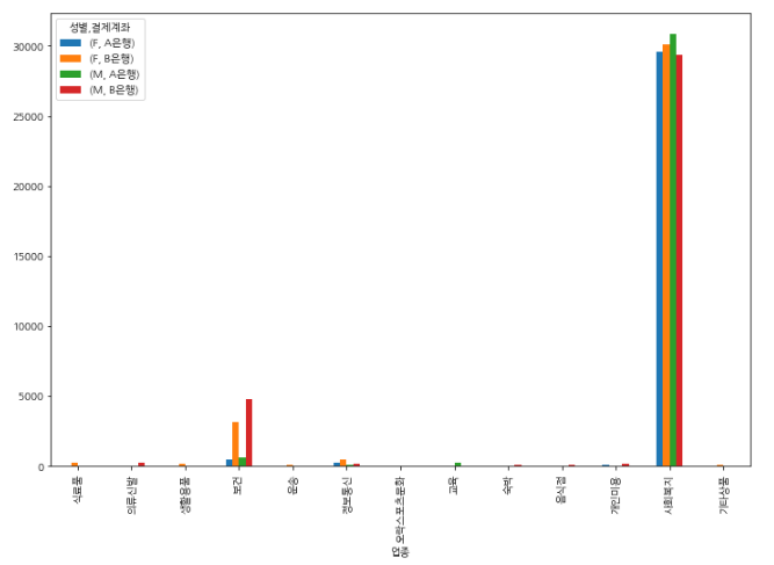 성별,결제계좌
(F, A은행)
(F, B은행)
(M, A은행)
(M, B은행)
30000
25000
20000
15000
10000
5000
0
식료품
의류신발
생활용품
보건
운송
정보통신
오락스포츠문화
교육
숙박
음식점
개인미용
사회복지
기타상품